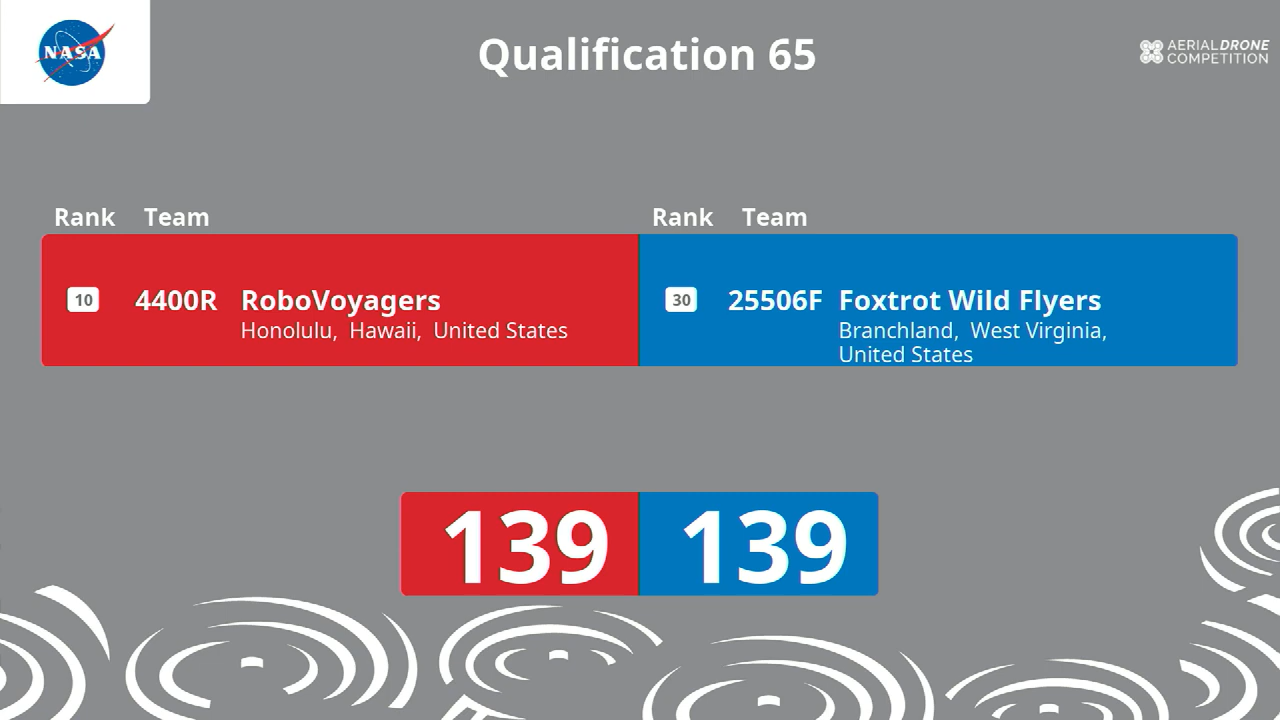 NASA
Qualification 65
AERIALDRONE
COMPETITION
Rank Team
Rank Team
10 4400R RoboVoyagers
Honolulu, Hawaii, United States
30 25506F Foxtrot Wild Flyers
Branchland, West Virginia,
United States
139 139